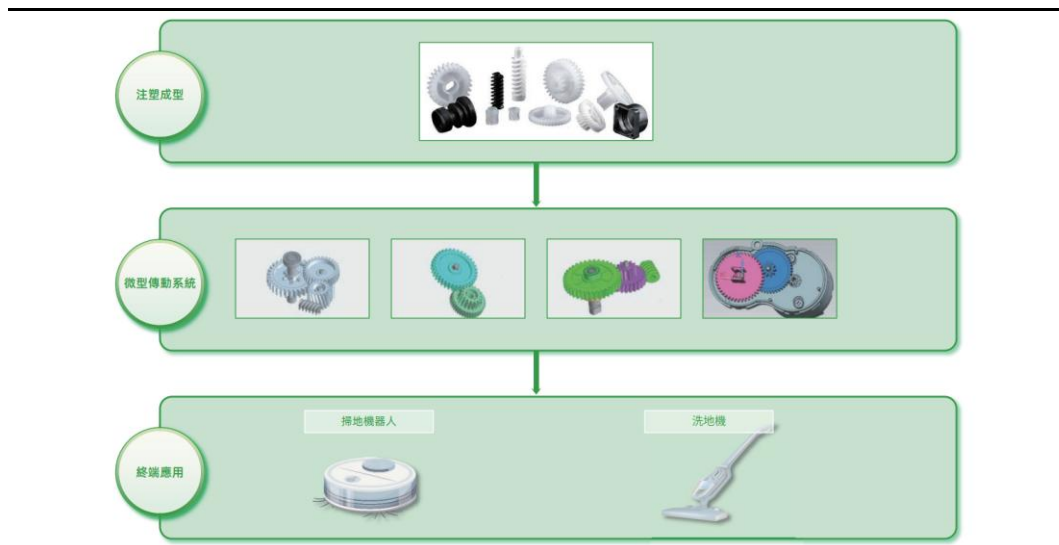 注塑成型
微型傳動系統
終端應用
掃地機器人
洗地機